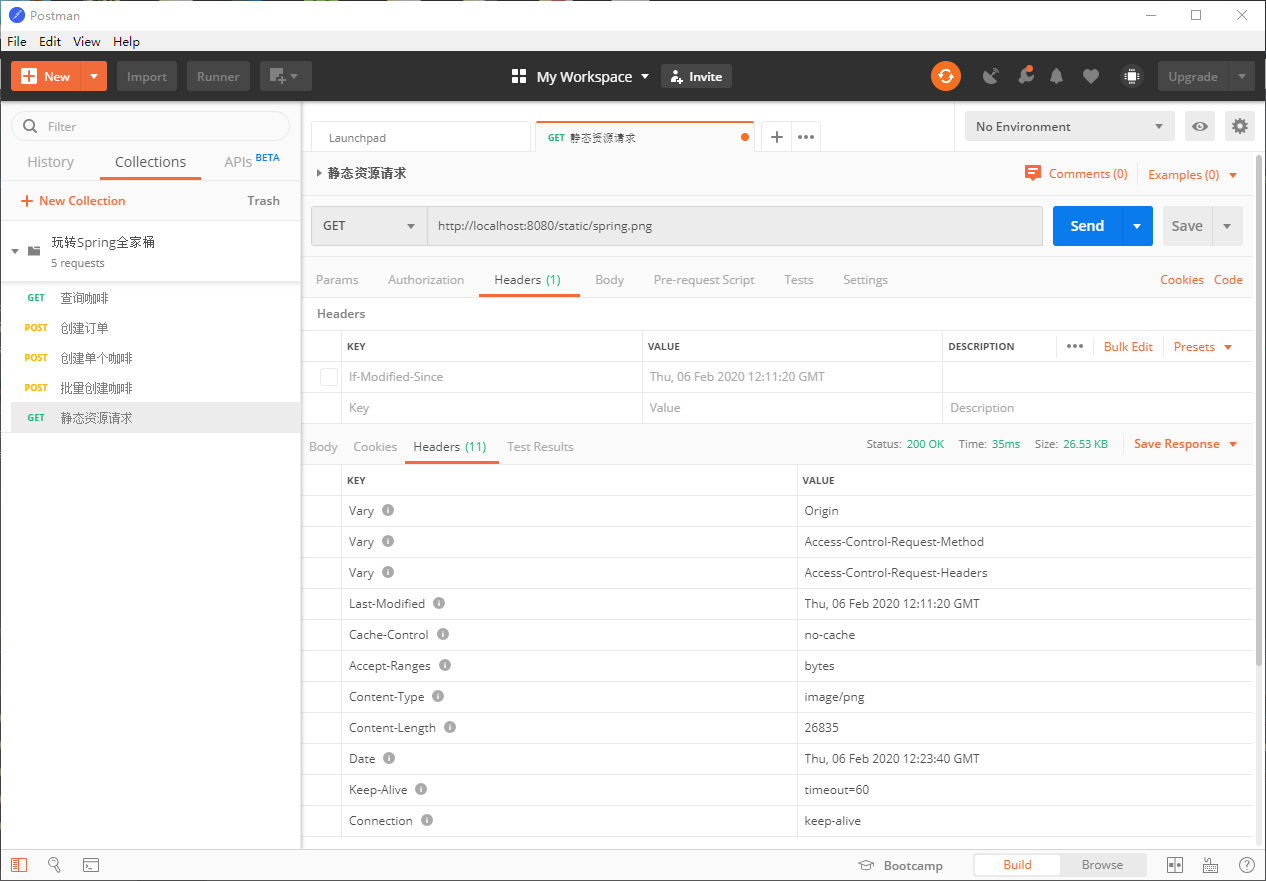 Postman
File Edit View Help
New Import Runner My Workspace Invite Upgrade
Filter
History Collections APIs BETA
New Collection Trash
玩转Spring全家桶
5 requests
GET 查询咖啡
POST 创建订单
POST 创建单个咖啡
POST 批量创建咖啡
GET 静态资源请求
Launchpad GET 静态资源请求 No Environment
静态资源请求 Comments (0) Examples (0)
GET http://localhost:8080/static/spring.png Send Save
Params Authorization Headers (1) Body Pre-request Script Tests Settings Cookies Code
Headers
KEY VALUE DESCRIPTION Bulk Edit Presets
If-Modified-Since Thu, 06 Feb 2020 12:11:20 GMT
Key Value Description
Body Cookies Headers (11) Test Results Status: 200 OK Time: 35ms Size: 26.53 KB Save Response
KEY VALUE
Vary Origin
Vary Access-Control-Request-Method
Vary Access-Control-Request-Headers
Last-Modified Thu, 06 Feb 2020 12:11:20 GMT
Cache-Control no-cache
Accept-Ranges bytes
Content-Type image/png
Content-Length 26835
Date Thu, 06 Feb 2020 12:23:40 GMT
Keep-Alive timeout=60
Connection keep-alive
Bootcamp Build Browse